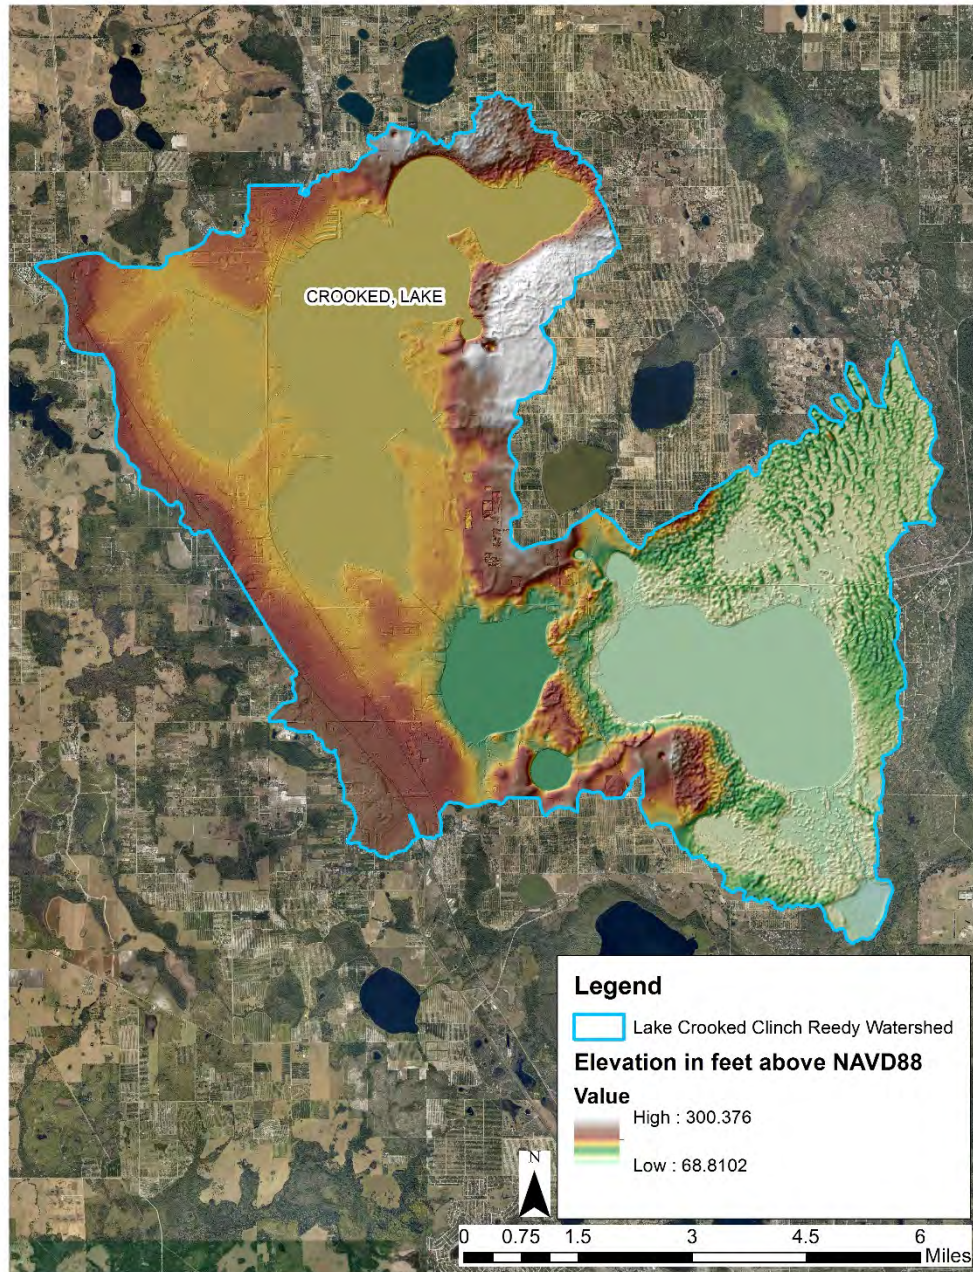 CROOKED, LAKE
Legend
Lake Crooked Clinch Reedy Watershed
Elevation in feet above NAVD88
Value
High : 300.376
Low : 68.8102
N
0 0.75 1.5 3 4.5 6
Miles